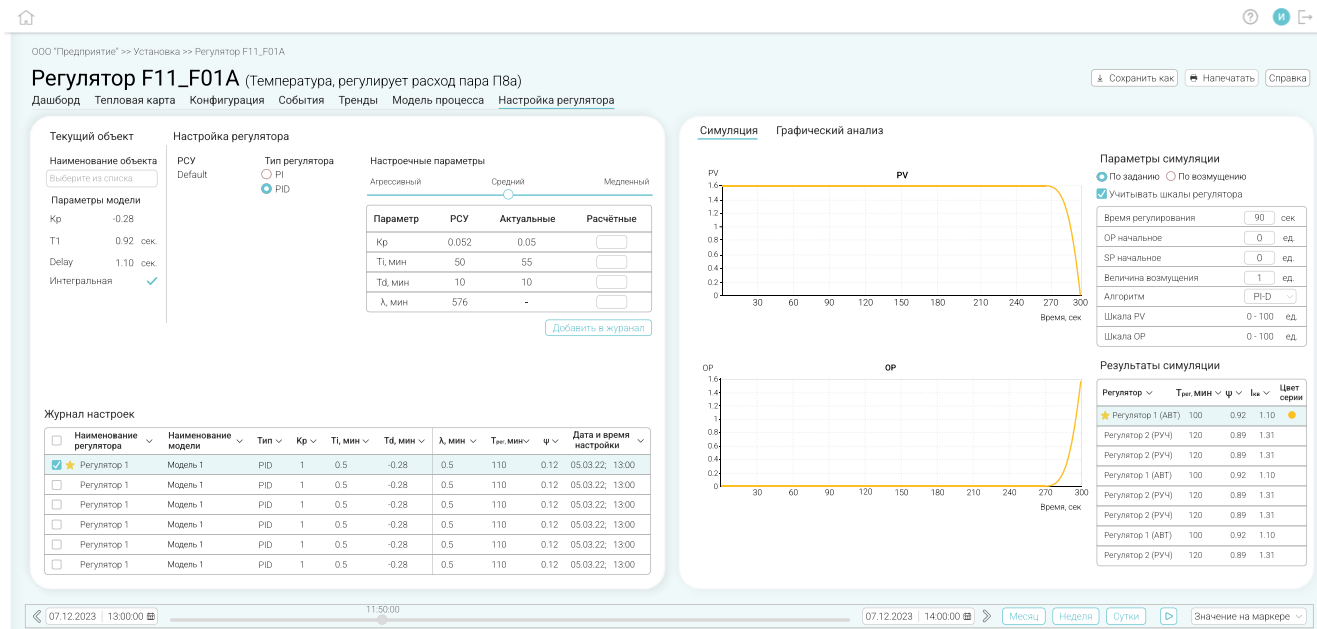 И
ООО "Предприятие" >> Установка >> Регулятор F11_F01A
Регулятор F11_F01A (Температура, регулирует расход пара П8а)
Сохранить как Напечатать Справка
Дашборд Тепловая карта Конфигурация События Тренды Модель процесса Настройка регулятора
Текущий объект Настройка регулятора
Наименование объекта РСУ Тип регулятора Настроечные параметры
Выберите из списка Default PI Агрессивный Средний Медленный
PID
Параметры модели
Кр -0.28
T1 0.92 сек.
Delay 1.10 сек.
Интегральная
Параметр РСУ Актуальные Расчётные
Кр 0.052 0.05
Ti, мин 50 55
Td, мин 10 10
λ, мин 576 -
Добавить в журанал
Журнал настроек
Наименование регулятора Наименование модели Тип Кр Ti, мин Td, мин λ, мин Tрег, мин ψ Дата и время настройки
Регулятор 1 Модель 1 PID 1 0.5 -0.28 0.5 110 0.12 05.03.22; 13:00
Регулятор 1 Модель 1 PID 1 0.5 -0.28 0.5 110 0.12 05.03.22; 13:00
Регулятор 1 Модель 1 PID 1 0.5 -0.28 0.5 110 0.12 05.03.22; 13:00
Регулятор 1 Модель 1 PID 1 0.5 -0.28 0.5 110 0.12 05.03.22; 13:00
Регулятор 1 Модель 1 PID 1 0.5 -0.28 0.5 110 0.12 05.03.22; 13:00
Регулятор 1 Модель 1 PID 1 0.5 -0.28 0.5 110 0.12 05.03.22; 13:00
Симуляция Графический анализ
PV
PV
1.6
1.4
1.2
1
0.8
0.6
0.4
0.2
0
30 60 90 120 150 180 210 240 270 300
Время, сек
OP
OP
1.6
1.4
1.2
1
0.8
0.6
0.4
0.2
0
30 60 90 120 150 180 210 240 270 300
Время, сек
Параметры симуляции
По заданию По возмущению
Учитывать шкалы регулятора
Время регулирования 90 сек
OP начальное 0 ед.
SP начальное 0 ед.
Величина возмущения 1 ед.
Алгоритм PI-D
Шкала PV 0 - 100 ед.
Шкала OP 0 - 100 ед.
Результаты симуляции
Регулятор Tрег, мин ψ Iкв Цвет серии
Регулятор 1 (АВТ) 100 0.92 1.10
Регулятор 2 (РУЧ) 120 0.89 1.31
Регулятор 2 (РУЧ) 120 0.89 1.31
Регулятор 1 (АВТ) 100 0.92 1.10
Регулятор 2 (РУЧ) 120 0.89 1.31
Регулятор 2 (РУЧ) 120 0.89 1.31
Регулятор 1 (АВТ) 100 0.92 1.10
Регулятор 2 (РУЧ) 120 0.89 1.31
07.12.2023 13:00:00 11:50:00 07.12.2023 14:00:00 Месяц Неделя Сутки Значение на маркере